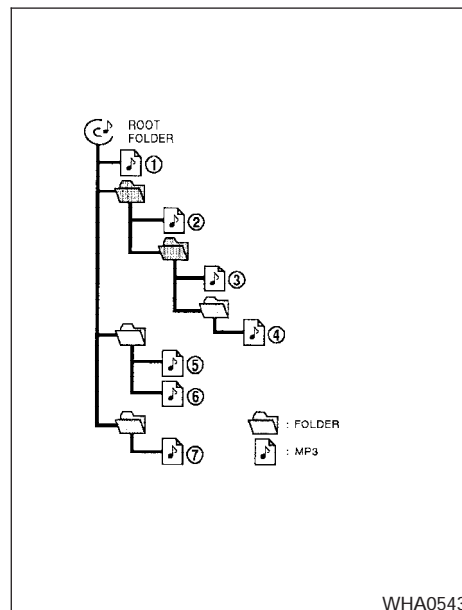 ROOT
FOLDER
①
②
③
④
⑤
⑥
: FOLDER
⑦
: MP3
WHA0543